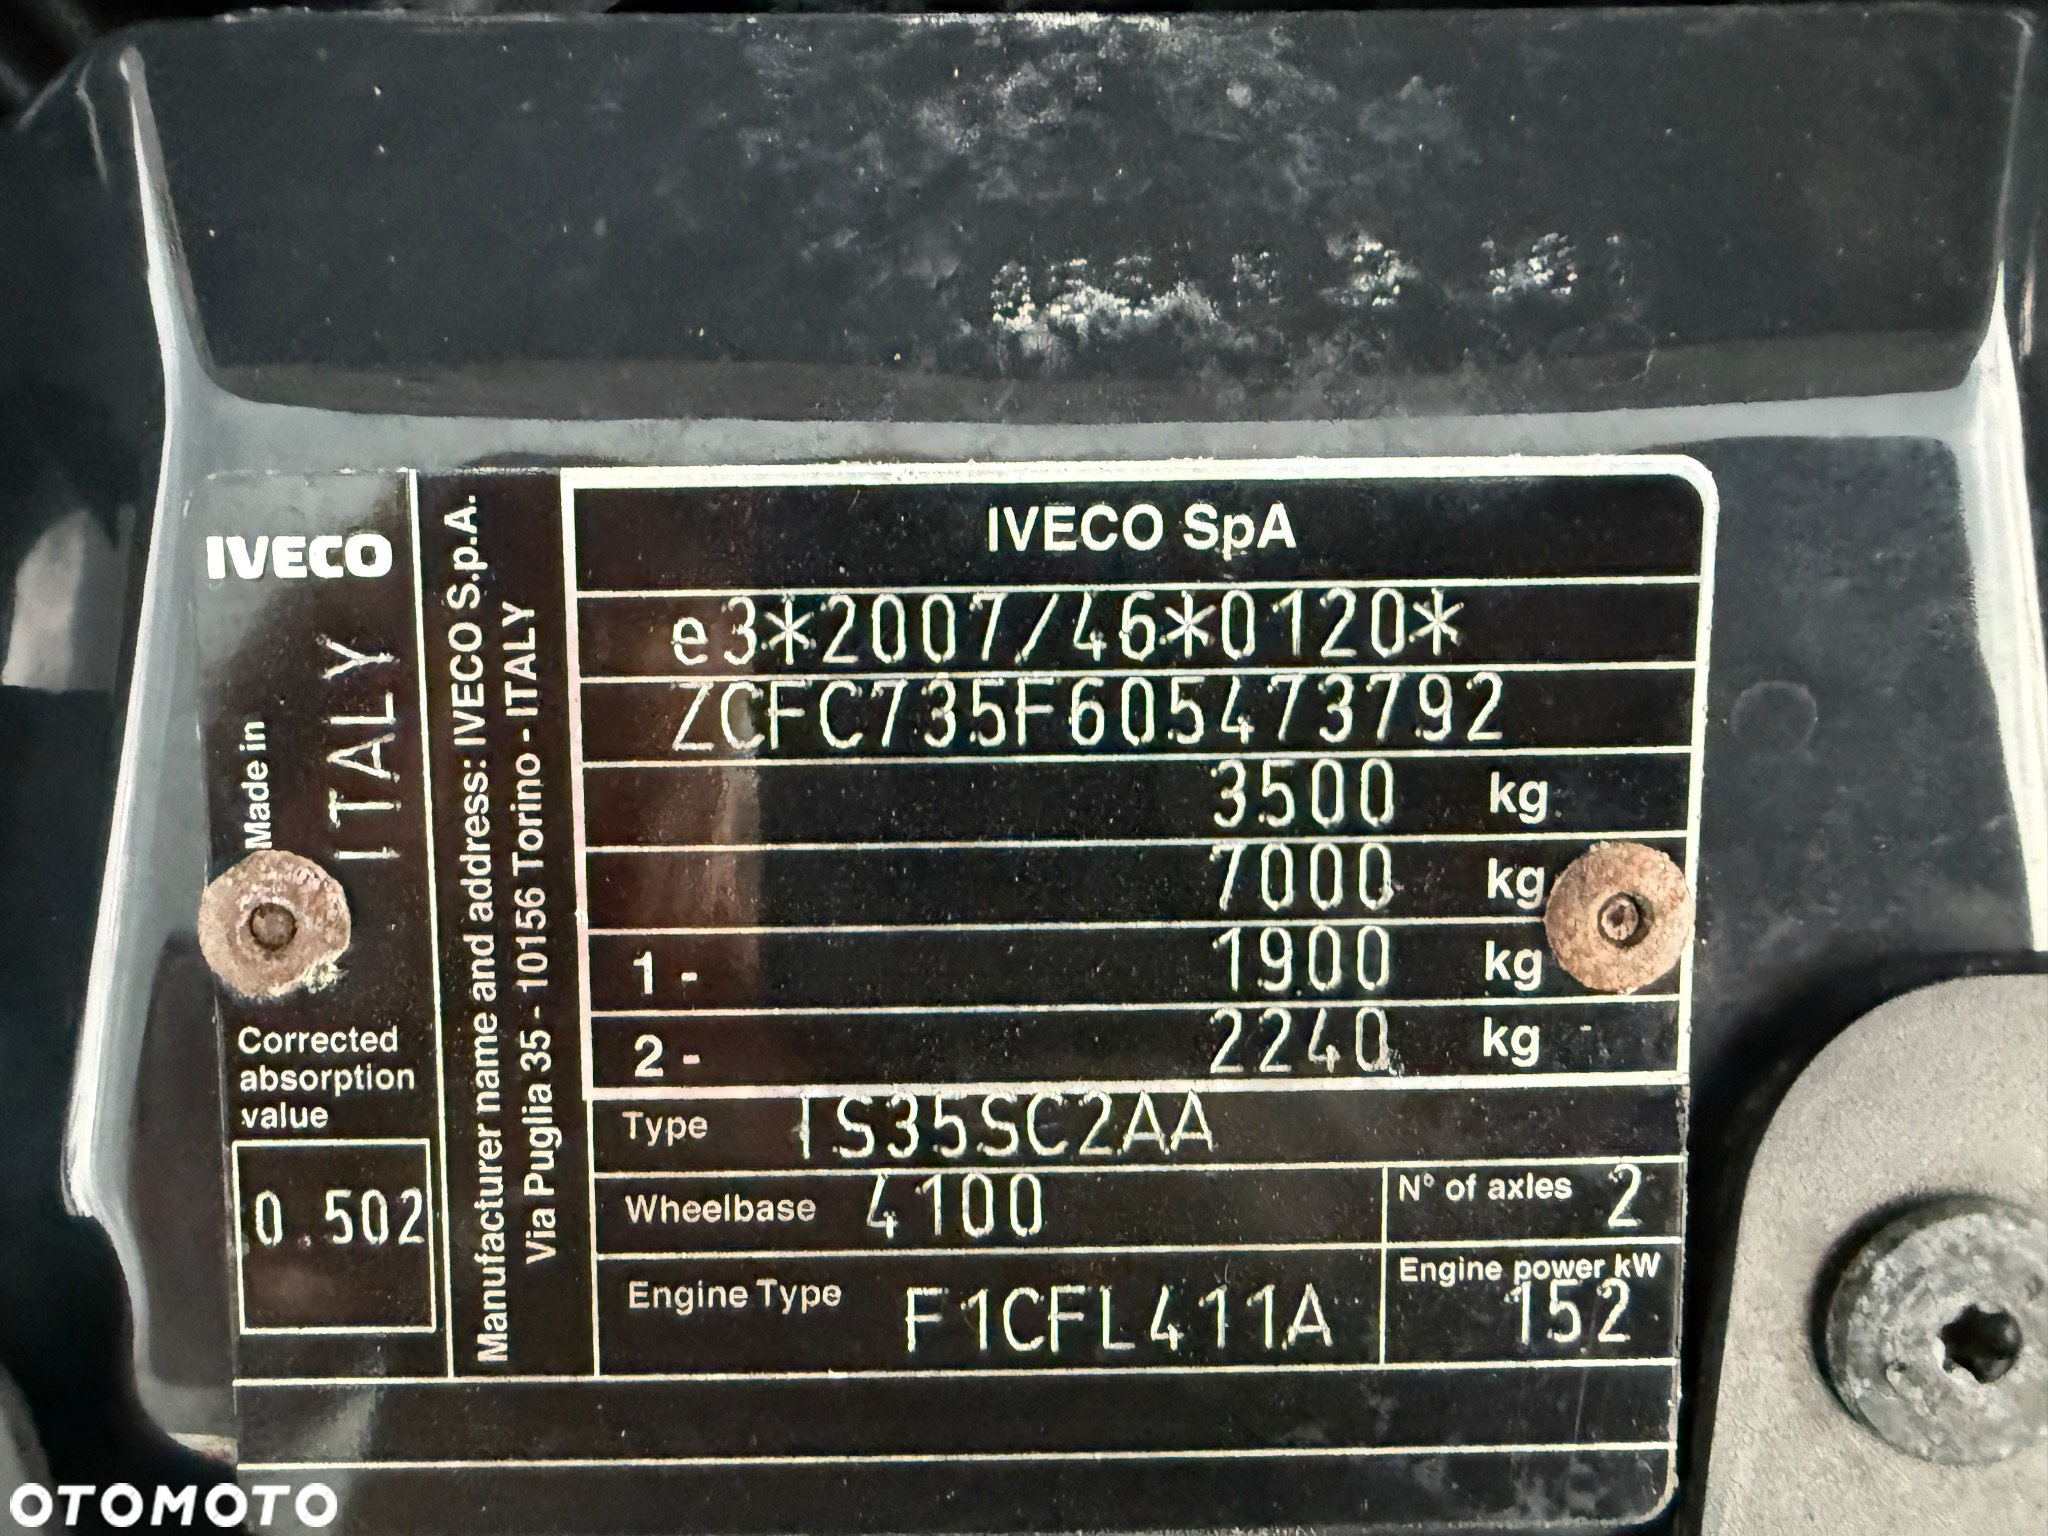 IVECO
Made in
ITALY
Corrected
absorption
value
0.502
Manufacturer name and address: IVECO S.p.A.
Via Puglia 35 - 10156 Torino - ITALY
IVECO SpA
e3*2007/46*0120*
ZCFC735F605473792
3500 kg
7000 kg
1 - 1900 kg
2 - 2240 kg
Type IS35SC2AA
Wheelbase 4100
N° of axles 2
Engine Type F1CFL411A
Engine power kW
152
OTOMOTO